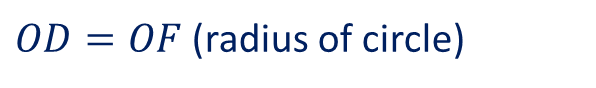 OD = OF (radius of circle)